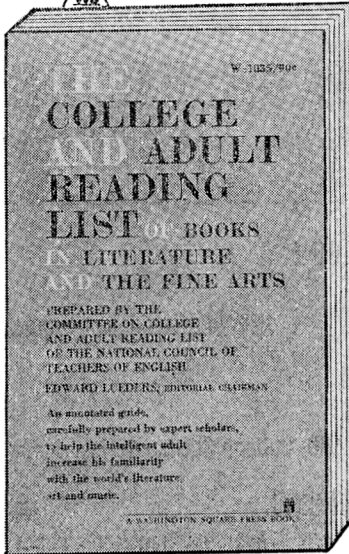 W-1035/90¢
THE
COLLEGE
AND ADULT
READING
LIST OF BOOKS
IN LITERATURE
AND THE FINE ARTS
PREPARED BY THE
COMMITTEE ON COLLEGE
AND ADULT READING LIST
OF THE NATIONAL COUNCIL OF
TEACHERS OF ENGLISH
EDWARD LUEDERS, EDITORIAL CHAIRMAN
An annotated guide,
carefully prepared by expert scholars,
to help the intelligent adult
increase his familiarity
with the world's literature,
art and music.
A WASHINGTON SQUARE PRESS BOOK